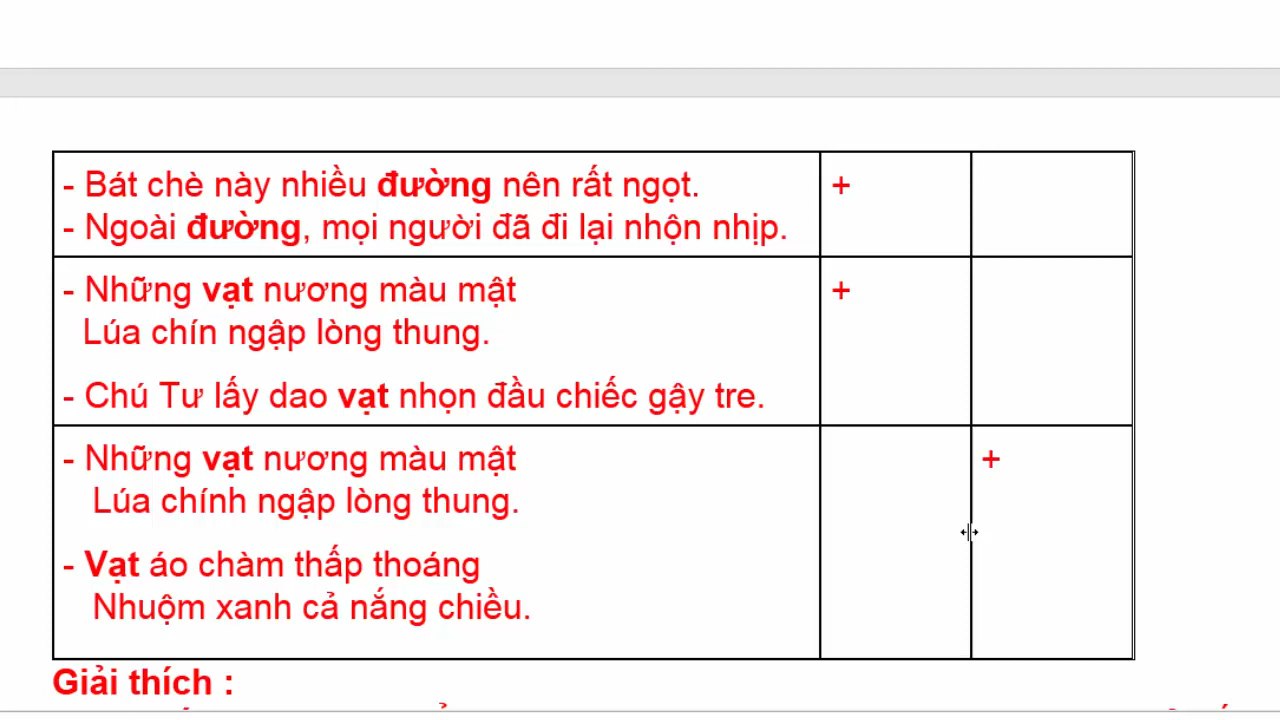 - Bát chè này nhiều đường nên rất ngọt.
+
- Ngoài đường, mọi người đã đi lại nhộn nhịp.
- Những vạt nương màu mật
+
Lúa chín ngập lòng thung.
- Chú Tư lấy dao vạt nhọn đầu chiếc gậy tre.
- Những vạt nương màu mật
+
Lúa chính ngập lòng thung.
- Vạt áo chàm thấp thoáng
Nhuộm xanh cả nắng chiều.
Giải thích :